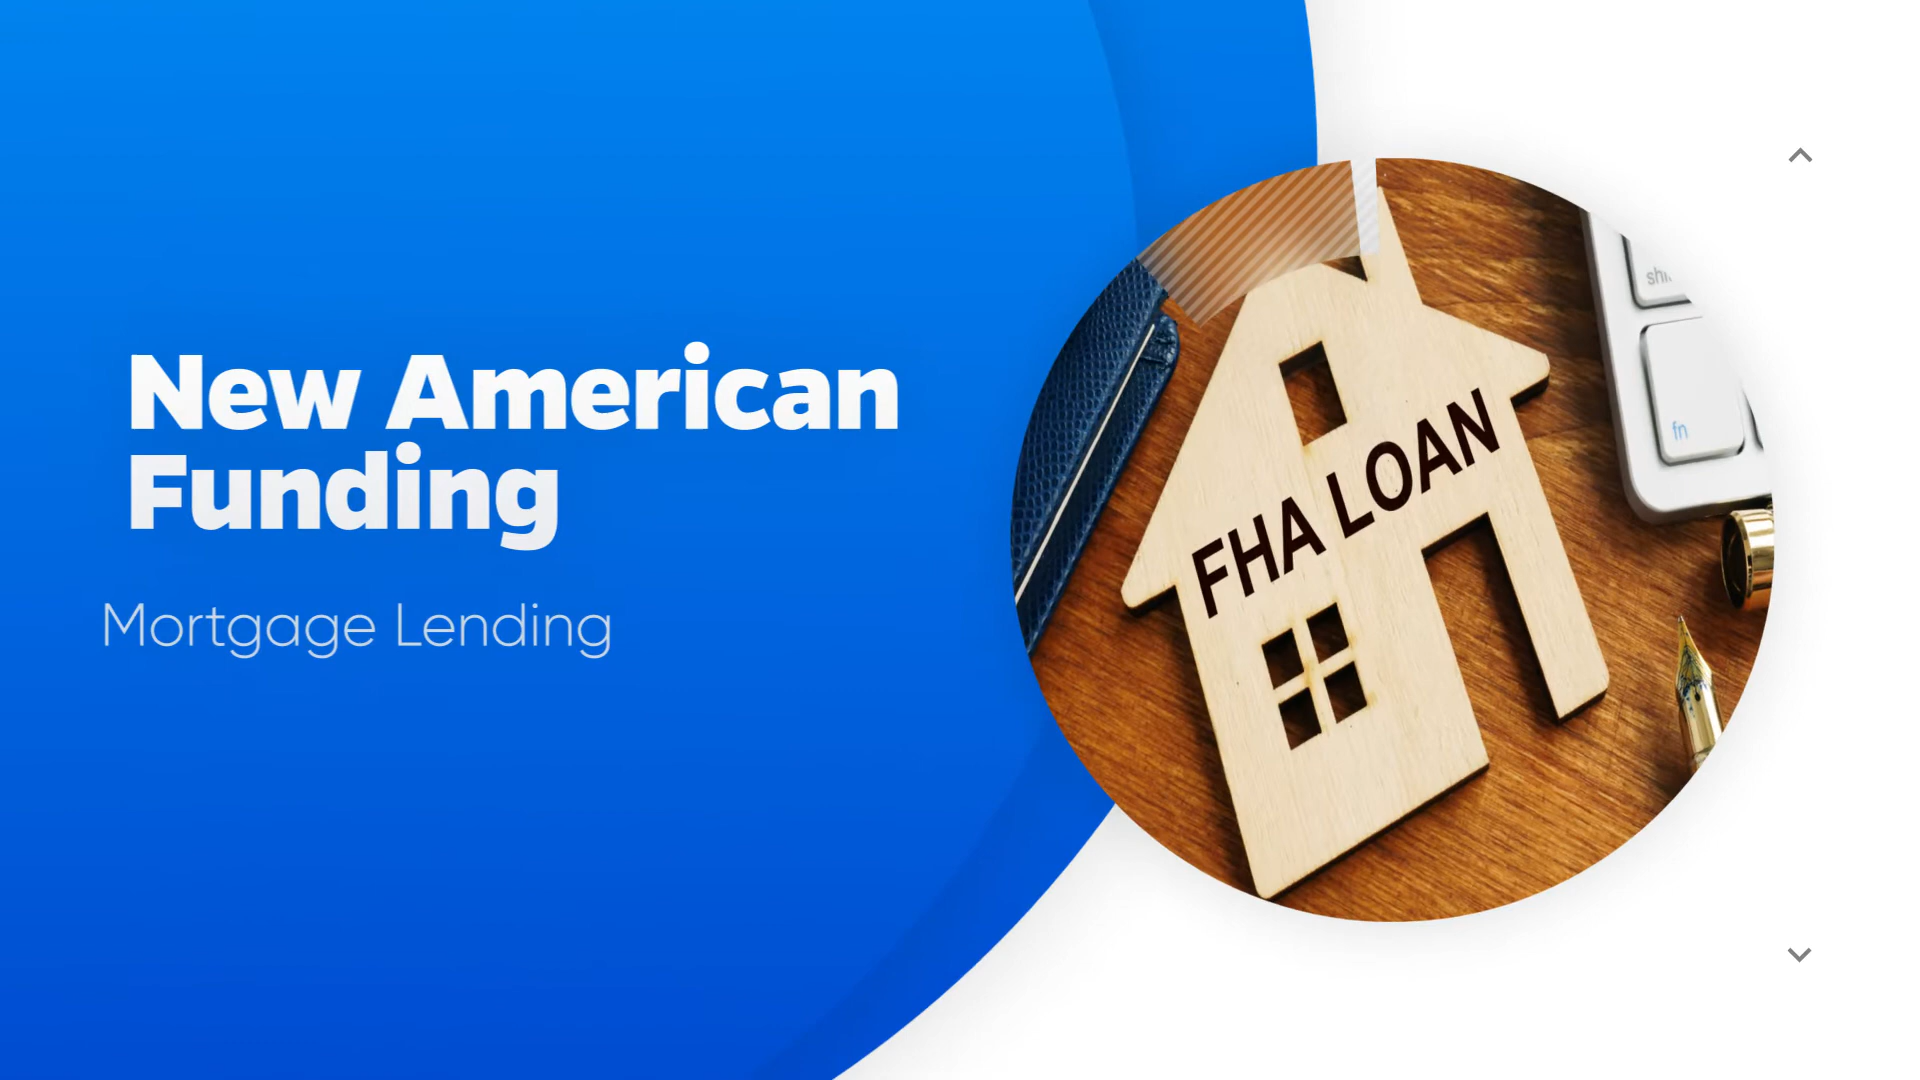 New American
Funding
Mortgage Lending
FHA LOAN
fn